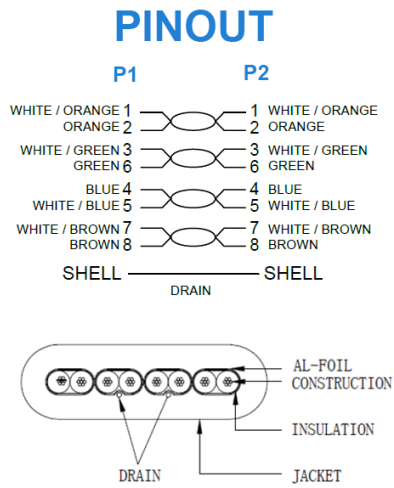 PINOUT
P1 P2
WHITE / ORANGE 1 1 WHITE / ORANGE
ORANGE 2 2 ORANGE
WHITE / GREEN 3 3 WHITE / GREEN
GREEN 6 6 GREEN
BLUE 4 4 BLUE
WHITE / BLUE 5 5 WHITE / BLUE
WHITE / BROWN 7 7 WHITE / BROWN
BROWN 8 8 BROWN
SHELL SHELL
DRAIN
AL-FOIL
CONSTRUCTION
INSULATION
DRAIN JACKET